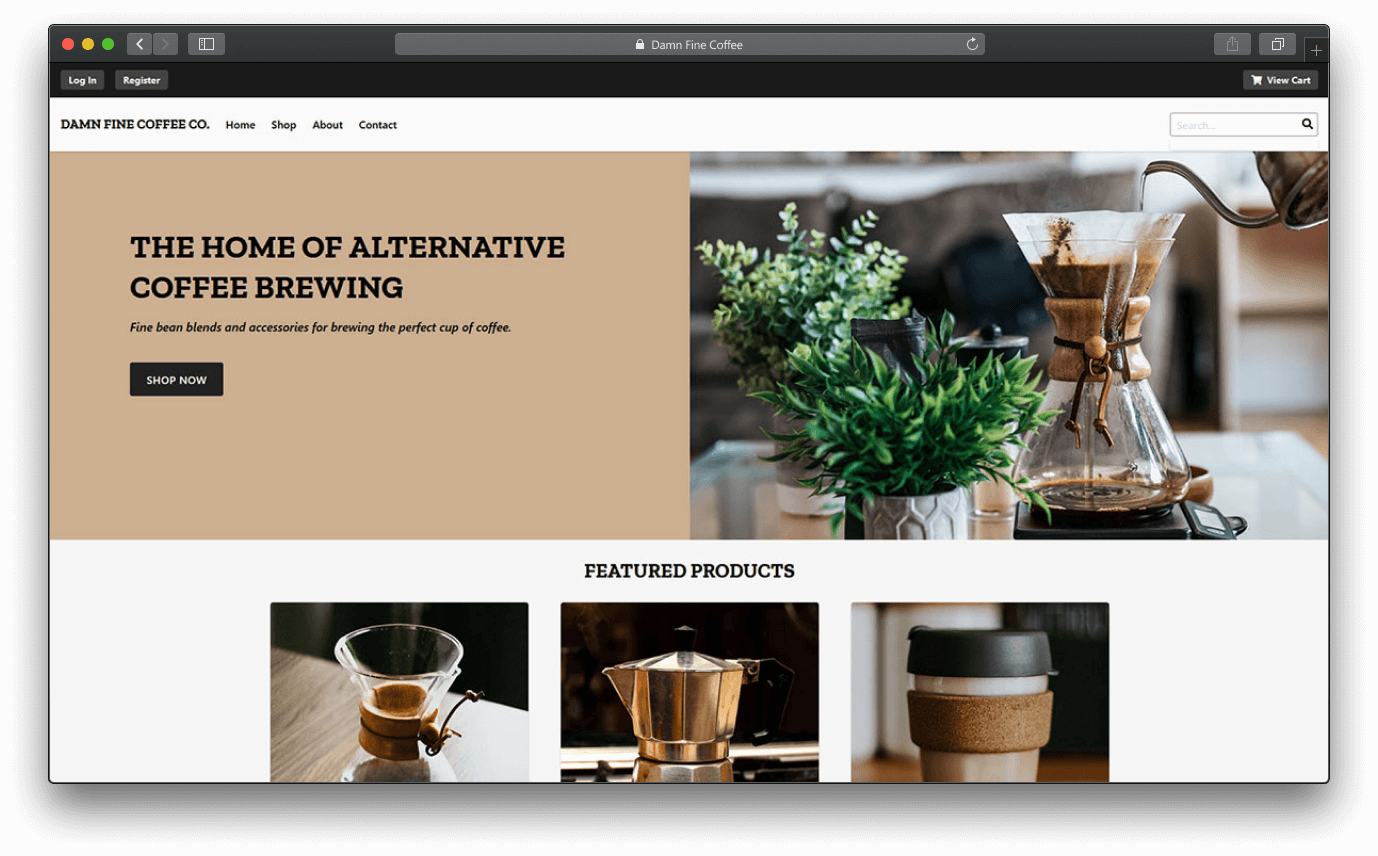 Damn Fine Coffee
Log In Register View Cart
DAMN FINE COFFEE CO. Home Shop About Contact Search...
THE HOME OF ALTERNATIVE
COFFEE BREWING
Fine bean blends and accessories for brewing the perfect cup of coffee.
SHOP NOW
FEATURED PRODUCTS